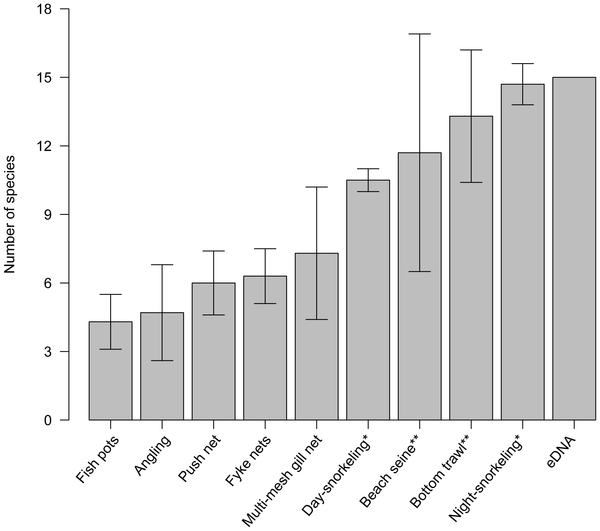 18
15
12
9
6
3
0
Number of species
Fish pots
Angling
Push net
Fyke nets
Multi-mesh gill net
Day-snorkeling*
Beach seine**
Bottom trawl**
Night-snorkeling*
eDNA